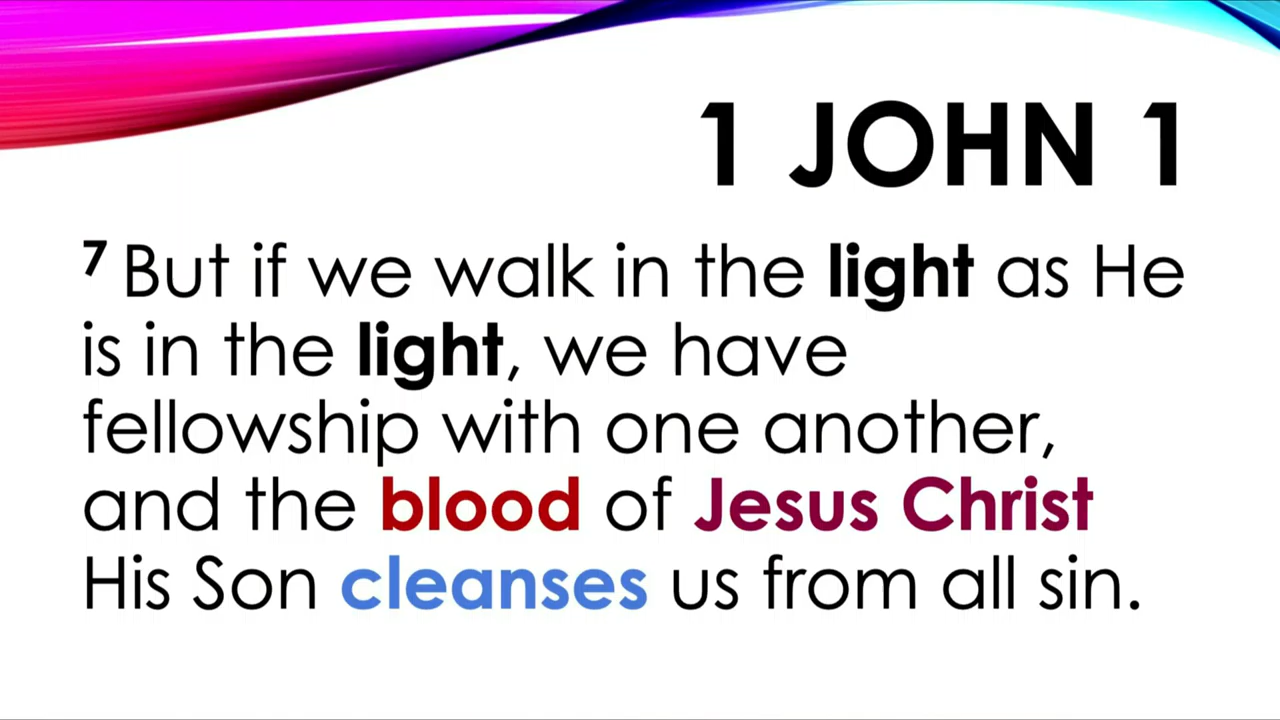 1 JOHN 1
7 But if we walk in the light as He
is in the light, we have
fellowship with one another,
and the blood of Jesus Christ
His Son cleanses us from all sin.